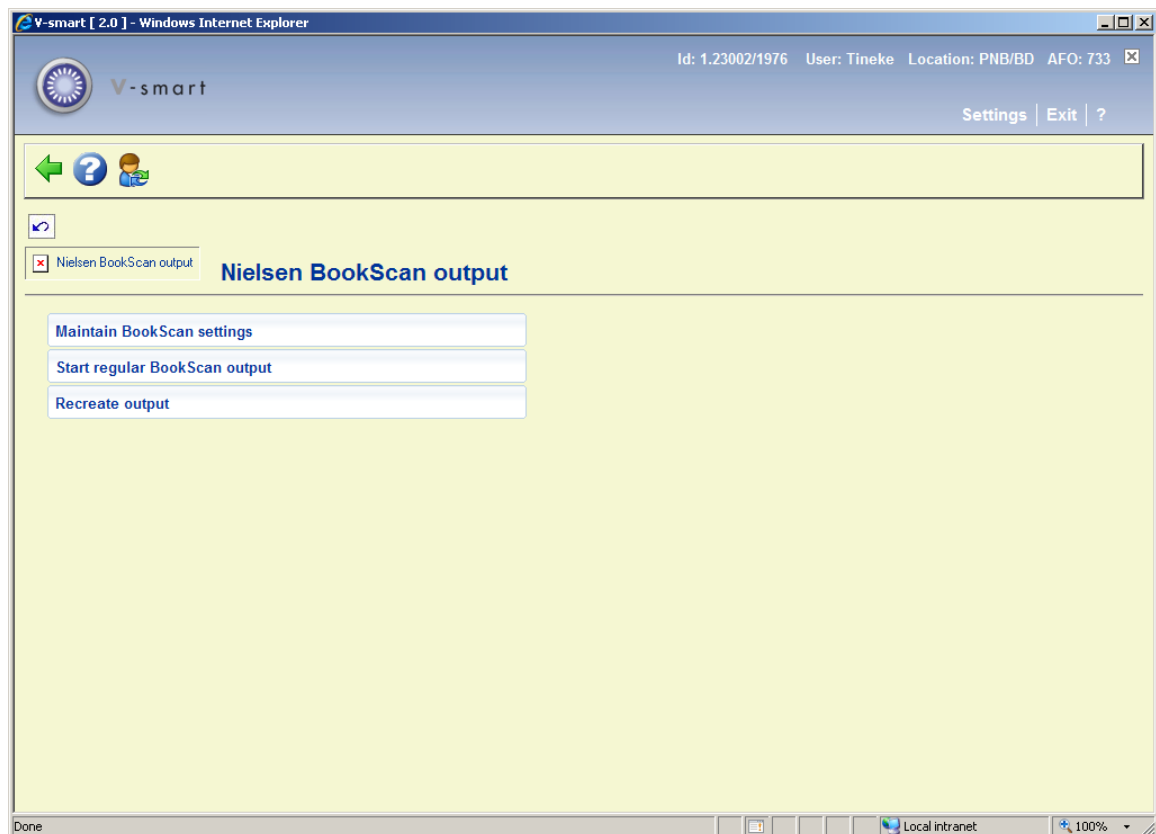 V-smart [ 2.0 ] - Windows Internet Explorer
Id: 1.23002/1976 User: Tineke Location: PNB/BD AFO: 733
V-smart
Settings | Exit | ?
Nielsen BookScan output
Nielsen BookScan output
Maintain BookScan settings
Start regular BookScan output
Recreate output
Done
Local intranet
100%